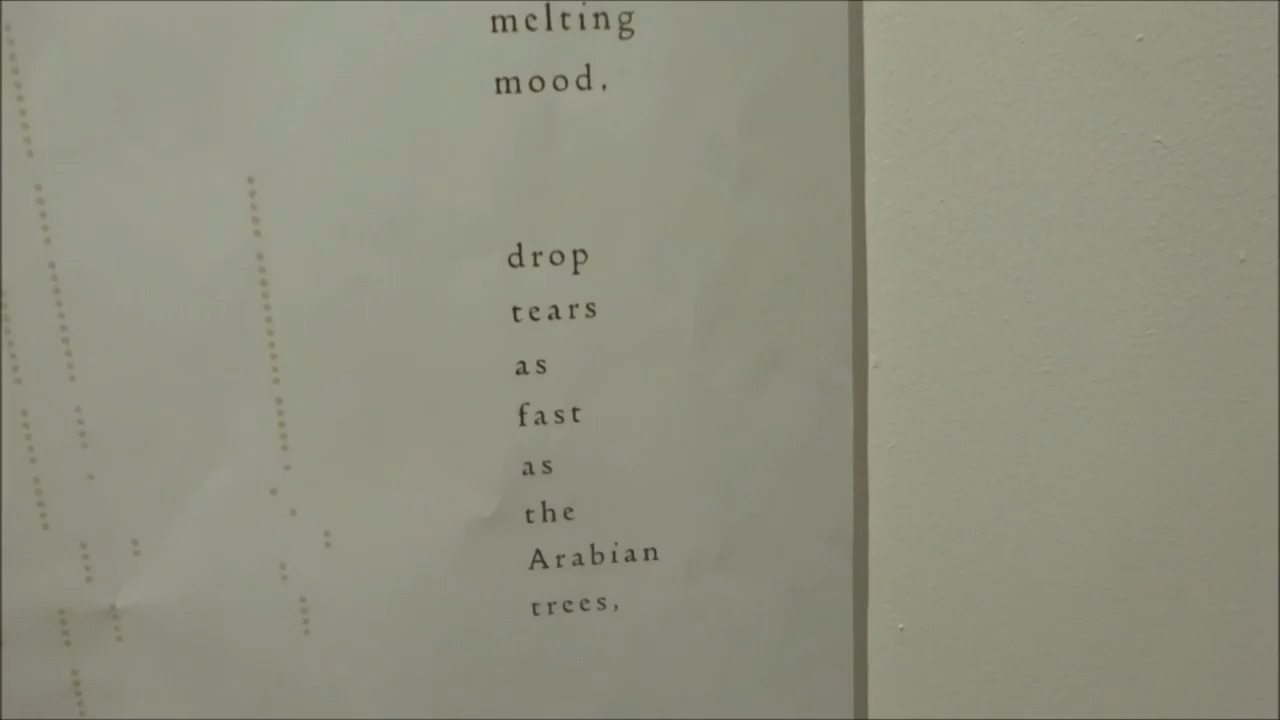 melting
mood,
drop
tears
as
fast
as
the
Arabian
trees,